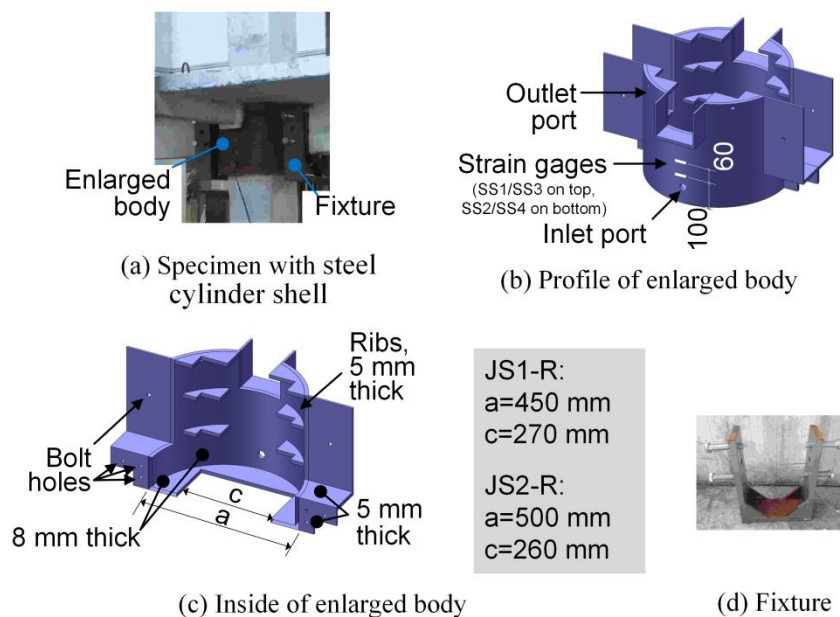 Enlarged
body
Fixture
(a) Specimen with steel
cylinder shell
Outlet
port
Strain gages
(SS1/SS3 on top,
SS2/SS4 on bottom)
Inlet port
60
100
(b) Profile of enlarged body
Ribs,
5 mm
thick
Bolt
holes
8 mm thick
c
a
5 mm
thick
(c) Inside of enlarged body
JS1-R:
a=450 mm
c=270 mm
JS2-R:
a=500 mm
c=260 mm
(d) Fixture